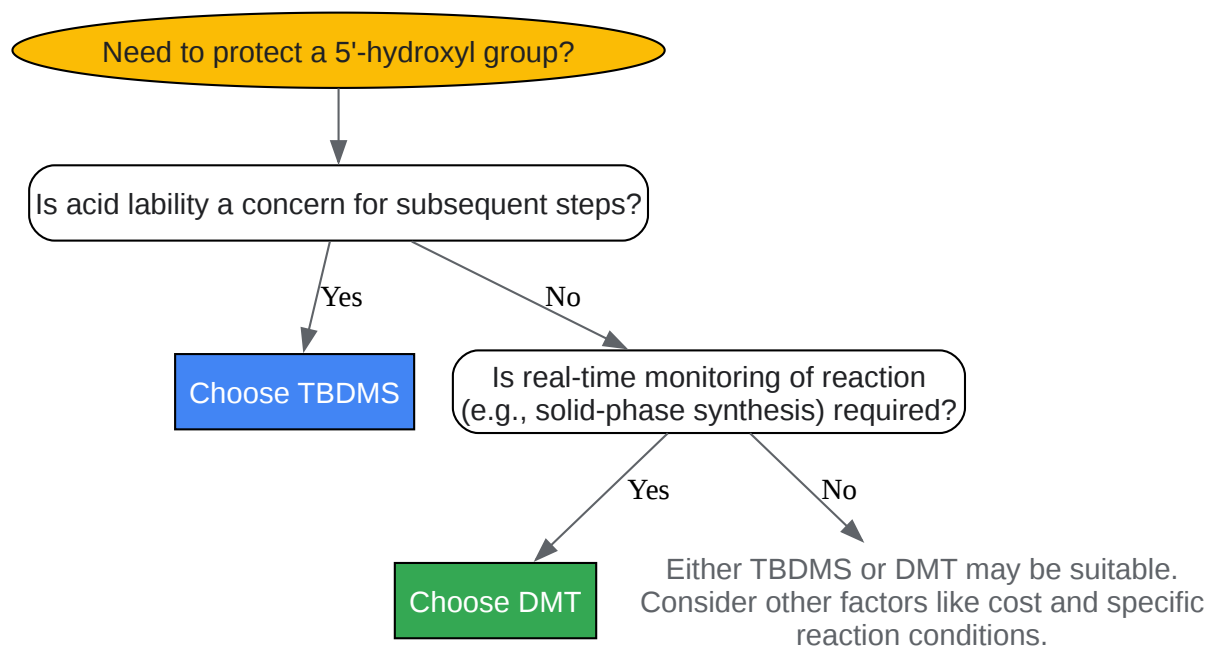 Need to protect a 5'-hydroxyl group?
Is acid lability a concern for subsequent steps?
Yes
No
Choose TBDMS
Is real-time monitoring of reaction
(e.g., solid-phase synthesis) required?
Yes
No
Choose DMT
Either TBDMS or DMT may be suitable.
Consider other factors like cost and specific
reaction conditions.